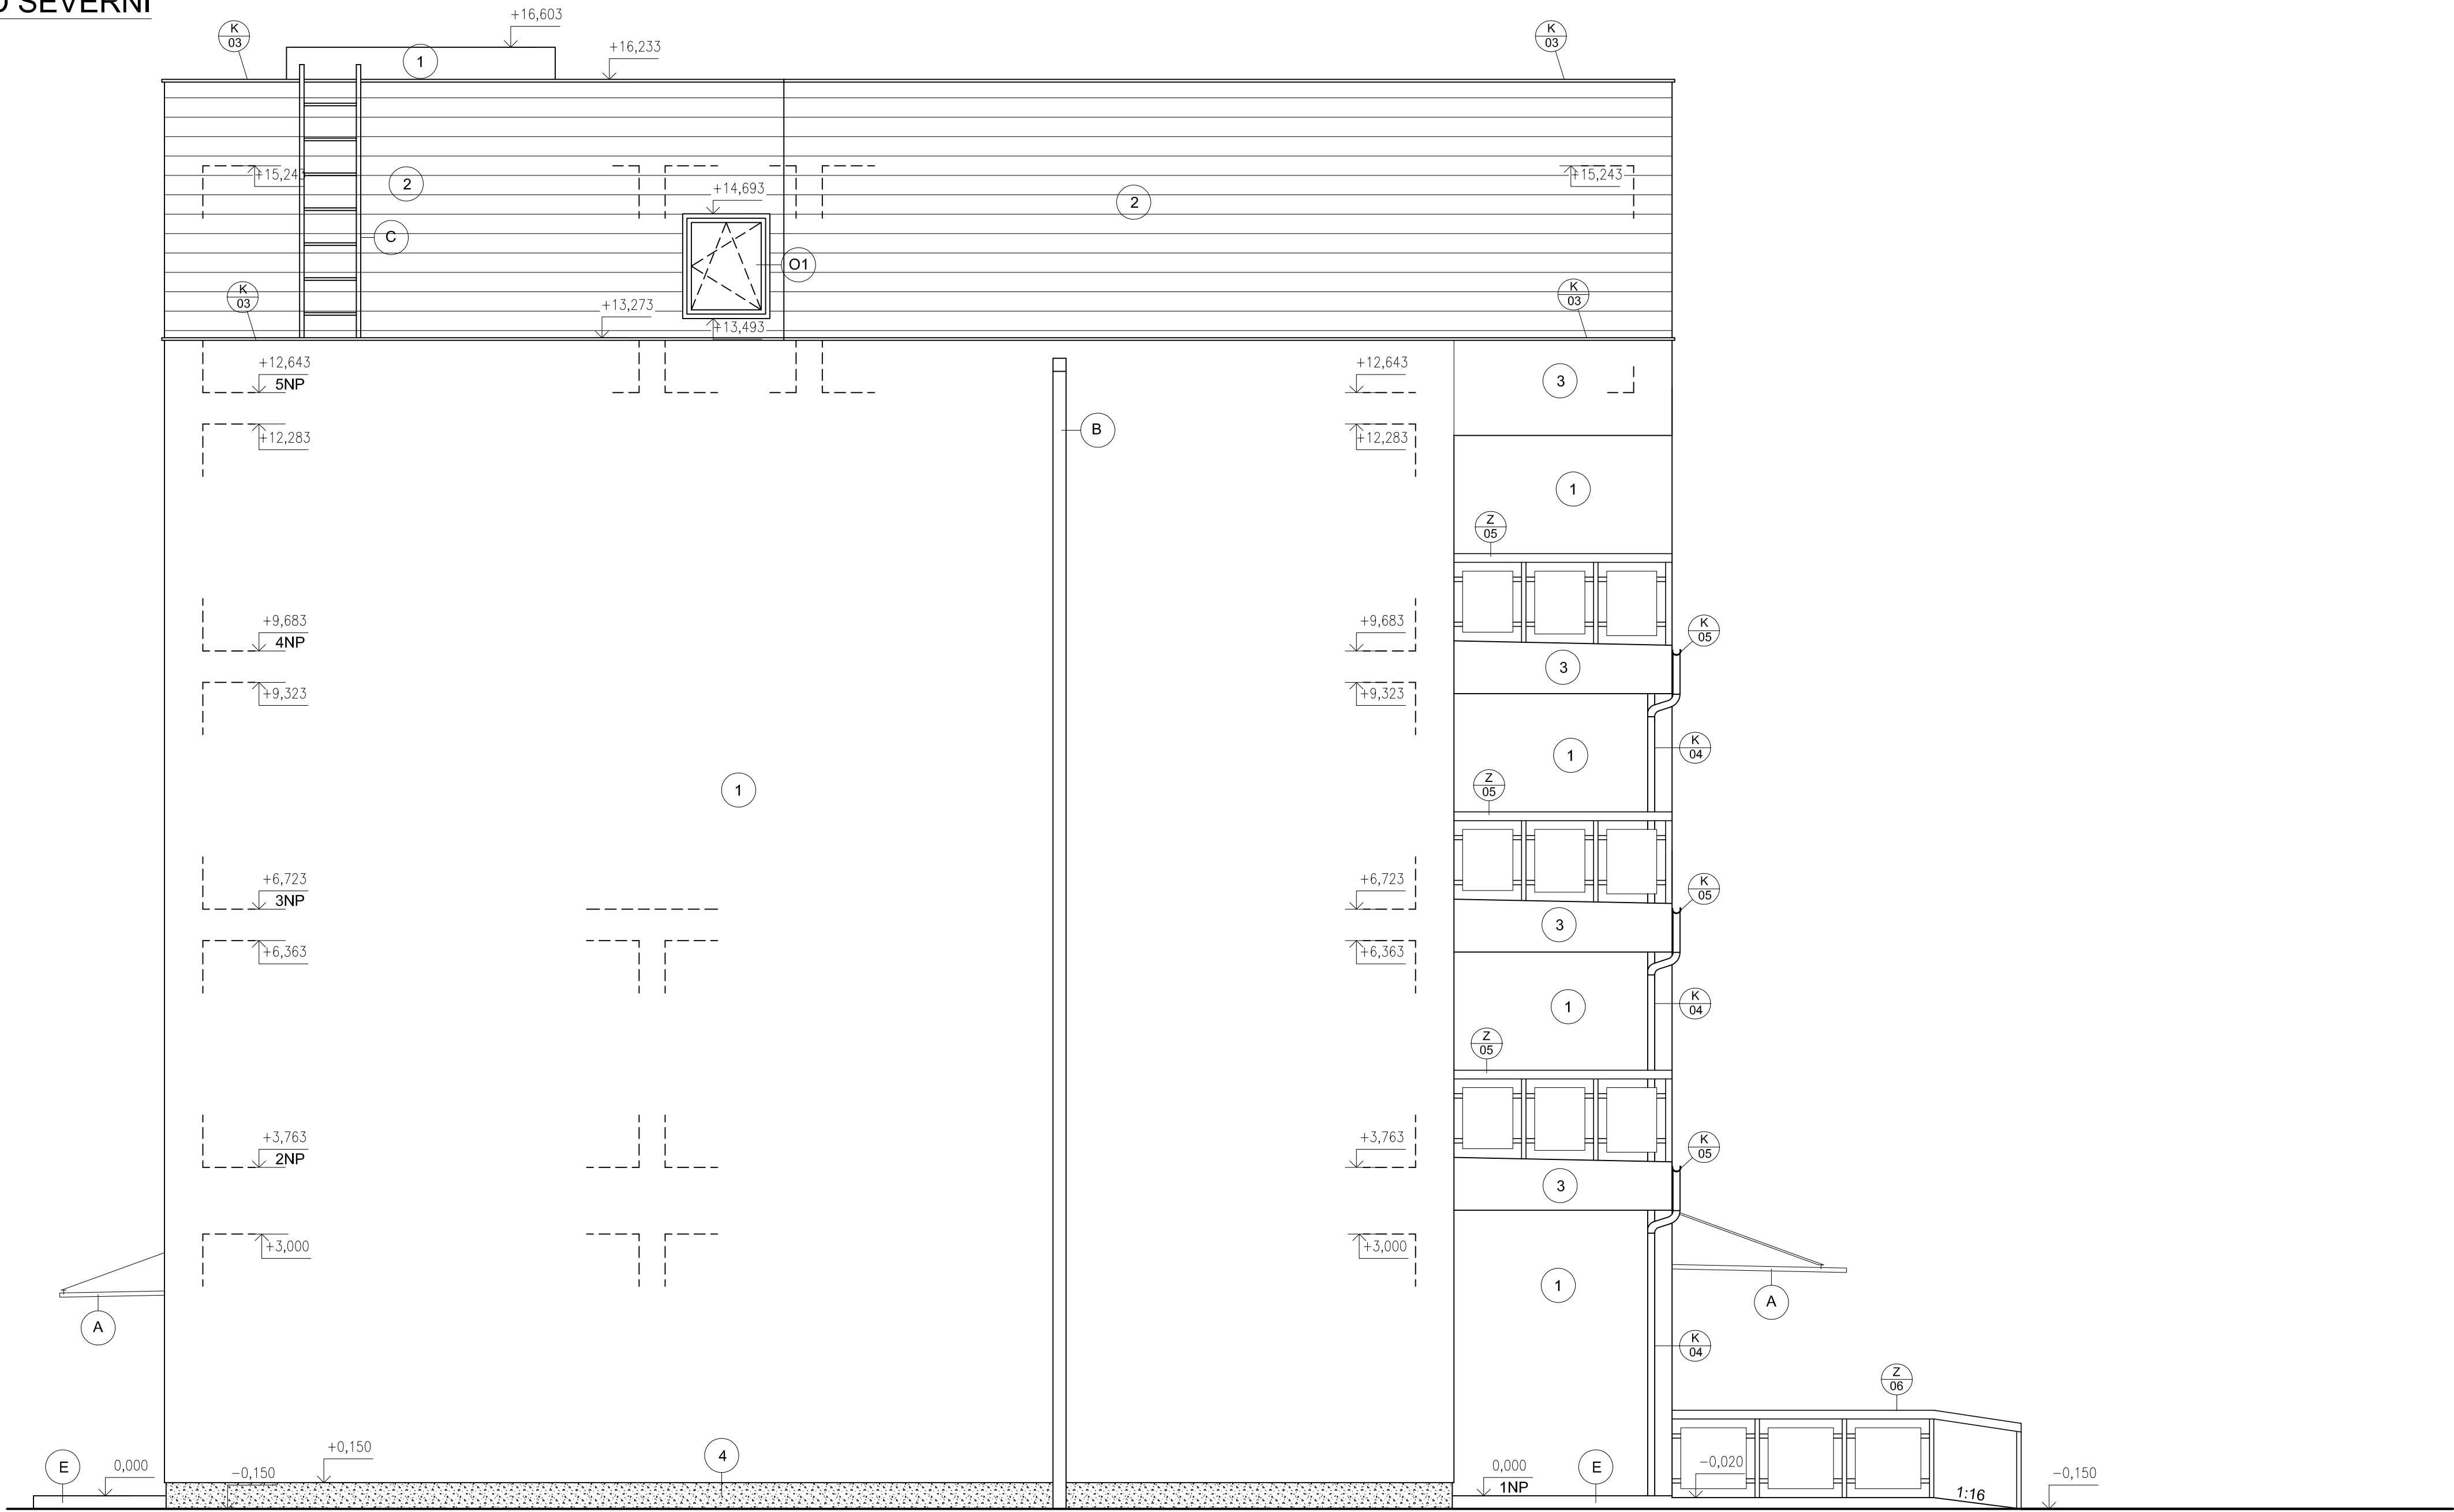 SEVERNÍ
+16,603
K
03
K
03
+16,233
1
+15,243
2
+14,693
+15,243
2
C
O1
K
03
K
03
+13,273
+13,493
+12,643
5NP
+12,643
3
+12,283
B
+12,283
1
Z
05
+9,683
4NP
+9,683
K
05
3
+9,323
+9,323
K
04
1
1
Z
05
+6,723
3NP
+6,723
K
05
3
+6,363
+6,363
K
04
1
Z
05
+3,763
2NP
+3,763
K
05
3
+3,000
+3,000
1
A
A
K
04
Z
06
+0,150
4
E
0,000
-0,150
0,000
1NP
E
-0,020
1:16
-0,150